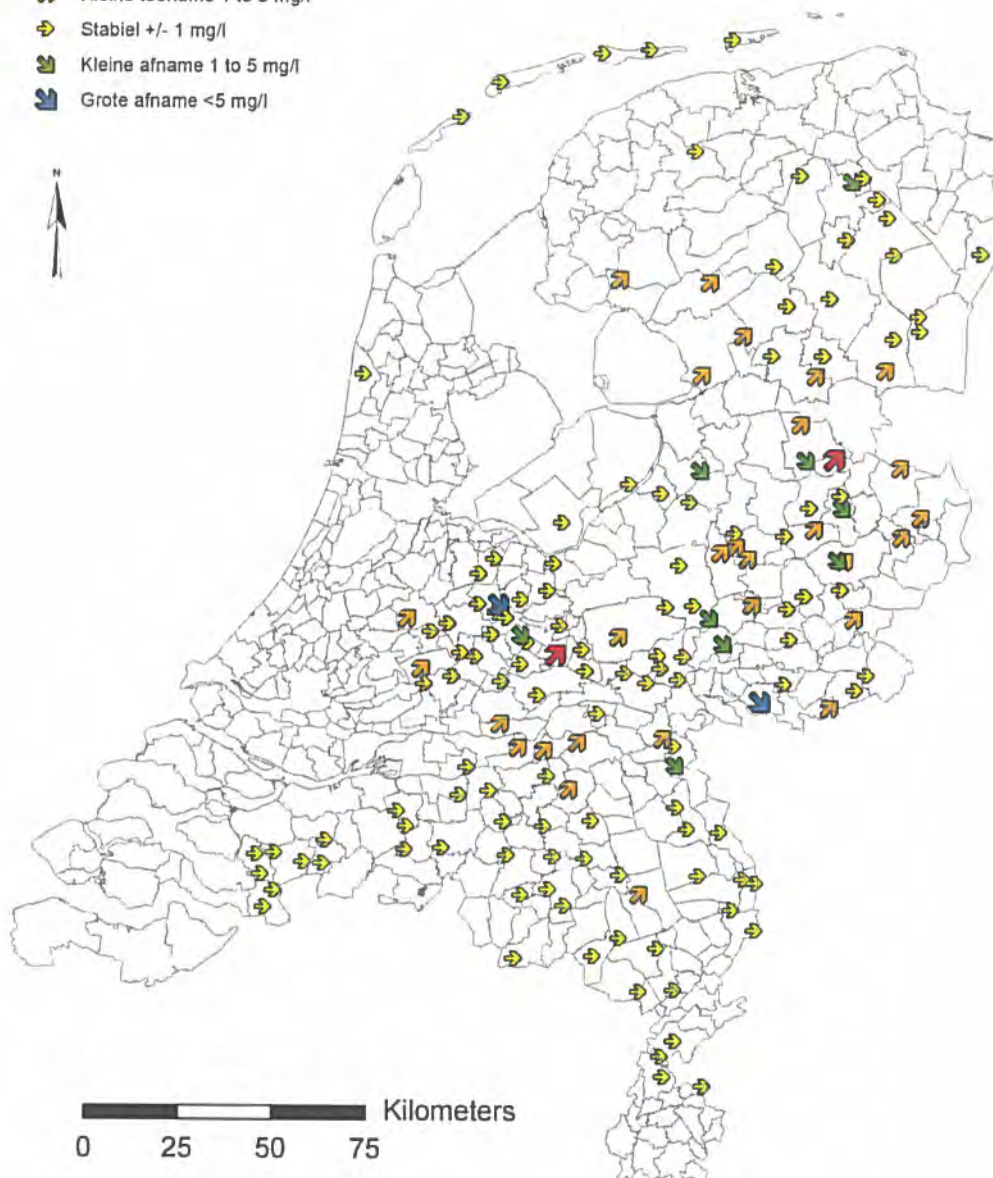 Stabiel +/- 1 mg/l
Kleine afname 1 to 5 mg/l
Grote afname <5 mg/l
N
Kilometers
0 25 50 75